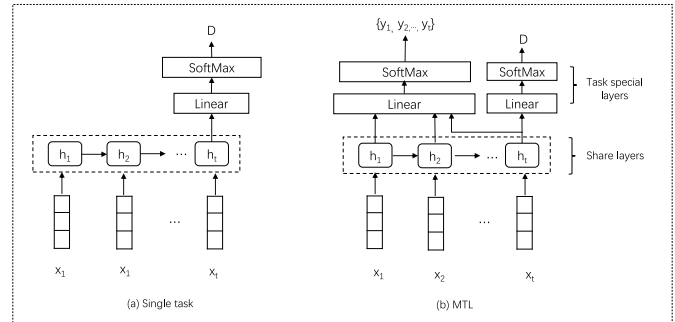 D
SoftMax
Linear
h1 h2 ... ht
x1 x1 ... xt
(a) Single task
{y1, y2,..., yt} D
SoftMax SoftMax
Linear Linear
Task special
layers
h1 h2 ... ht
Share layers
...
x1 x2 xt
(b) MTL